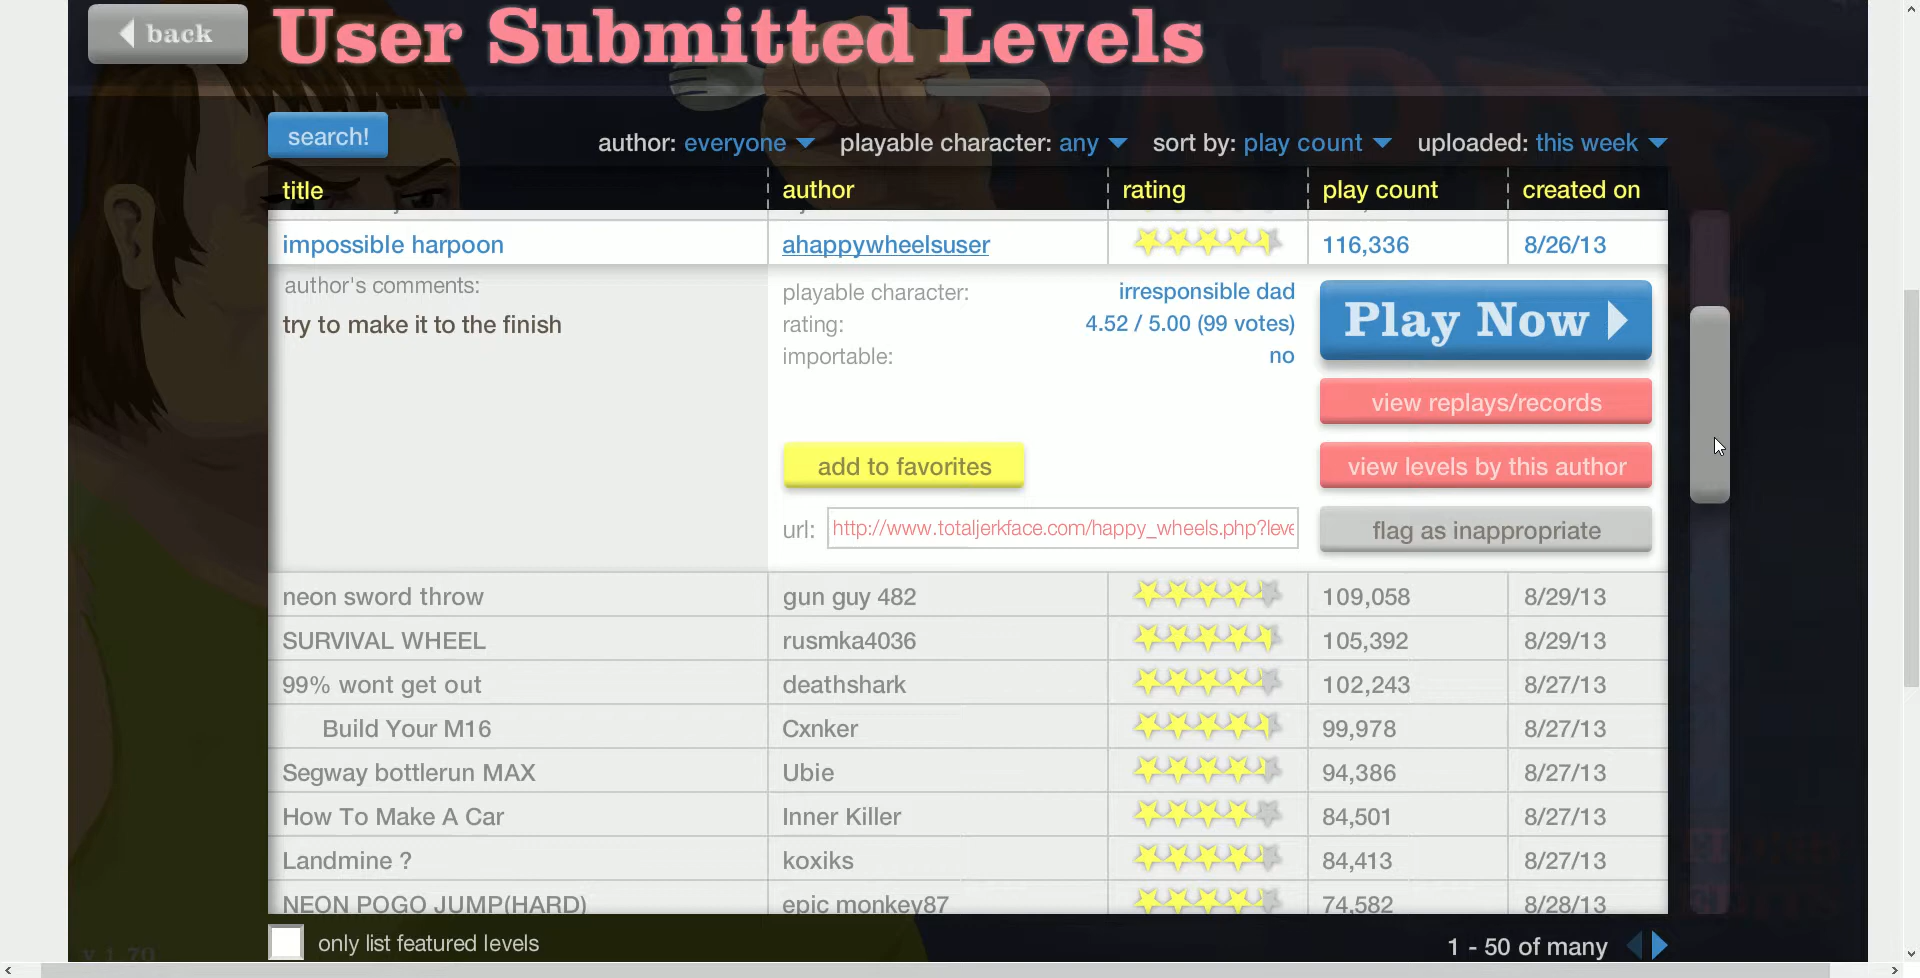 back
User Submitted Levels
search!
author: everyone playable character: any sort by: play count uploaded: this week
title author rating play count created on
impossible harpoon ahappywheelsuser 116,336 8/26/13
author's comments:
try to make it to the finish
playable character: irresponsible dad
rating: 4.52 / 5.00 (99 votes)
importable: no
Play Now
view replays/records
add to favorites
view levels by this author
url: http://www.totaljerkface.com/happy_wheels.php?leve
flag as inappropriate
neon sword throw gun guy 482 109,058 8/29/13
SURVIVAL WHEEL rusmka4036 105,392 8/29/13
99% wont get out deathshark 102,243 8/27/13
Build Your M16 Cxnker 99,978 8/27/13
Segway bottlerun MAX Ubie 94,386 8/27/13
How To Make A Car Inner Killer 84,501 8/27/13
Landmine ? koxiks 84,413 8/27/13
NEON POGO JUMP(HARD) epic monkey87 74,582 8/28/13
only list featured levels
1 - 50 of many
v 1.70